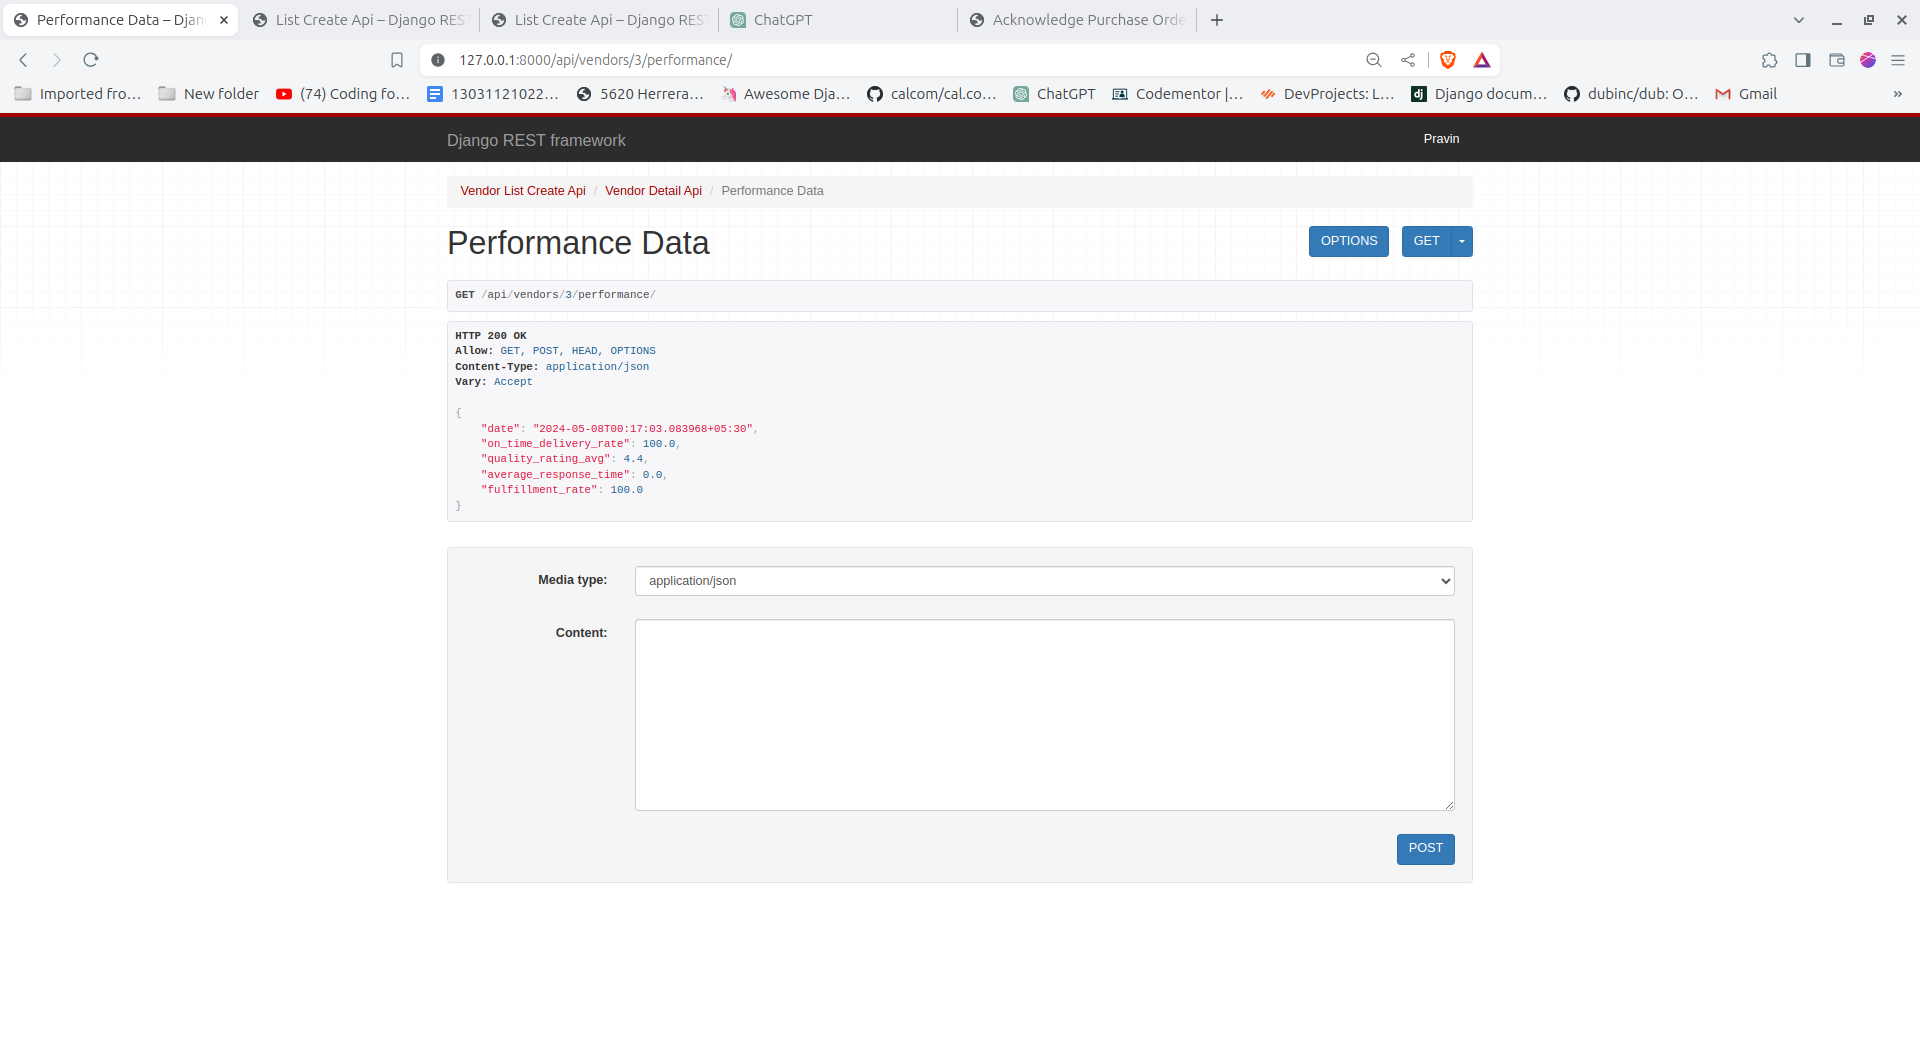 Performance Data – Djan
List Create Api – Django REST
List Create Api – Django REST
ChatGPT
Acknowledge Purchase Orde
127.0.0.1:8000/api/vendors/3/performance/
Imported fro…
New folder
(74) Coding fo…
13031121022…
5620 Herrera…
Awesome Dja…
calcom/cal.co…
ChatGPT
Codementor |…
DevProjects: L…
dj
Django docum…
dubinc/dub: O…
Gmail
»
Django REST framework
Pravin
Vendor List Create Api / Vendor Detail Api / Performance Data
Performance Data
OPTIONS
GET
GET /api/vendors/3/performance/
HTTP 200 OK
Allow: GET, POST, HEAD, OPTIONS
Content-Type: application/json
Vary: Accept
{
"date": "2024-05-08T00:17:03.083968+05:30",
"on_time_delivery_rate": 100.0,
"quality_rating_avg": 4.4,
"average_response_time": 0.0,
"fulfillment_rate": 100.0
}
Media type:
application/json
Content:
POST